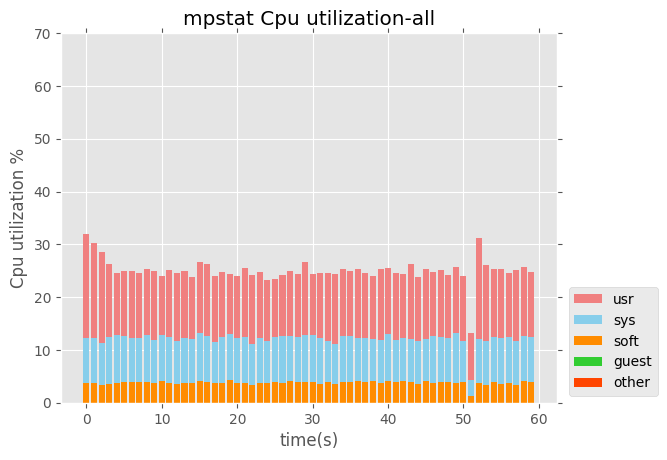 mpstat Cpu utilization-all
Cpu utilization %
70
60
50
40
30
20
10
0
0 10 20 30 40 50 60
time(s)
usr
sys
soft
guest
other